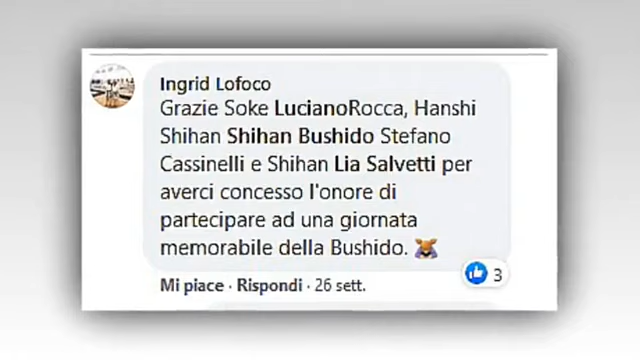 Ingrid Lofoco
Grazie Soke LucianoRocca, Hanshi
Shihan Shihan Bushido Stefano
Cassinelli e Shihan Lia Salvetti per
averci concesso l'onore di
partecipare ad una giornata
memorabile della Bushido.
3
Mi piace · Rispondi · 26 sett.